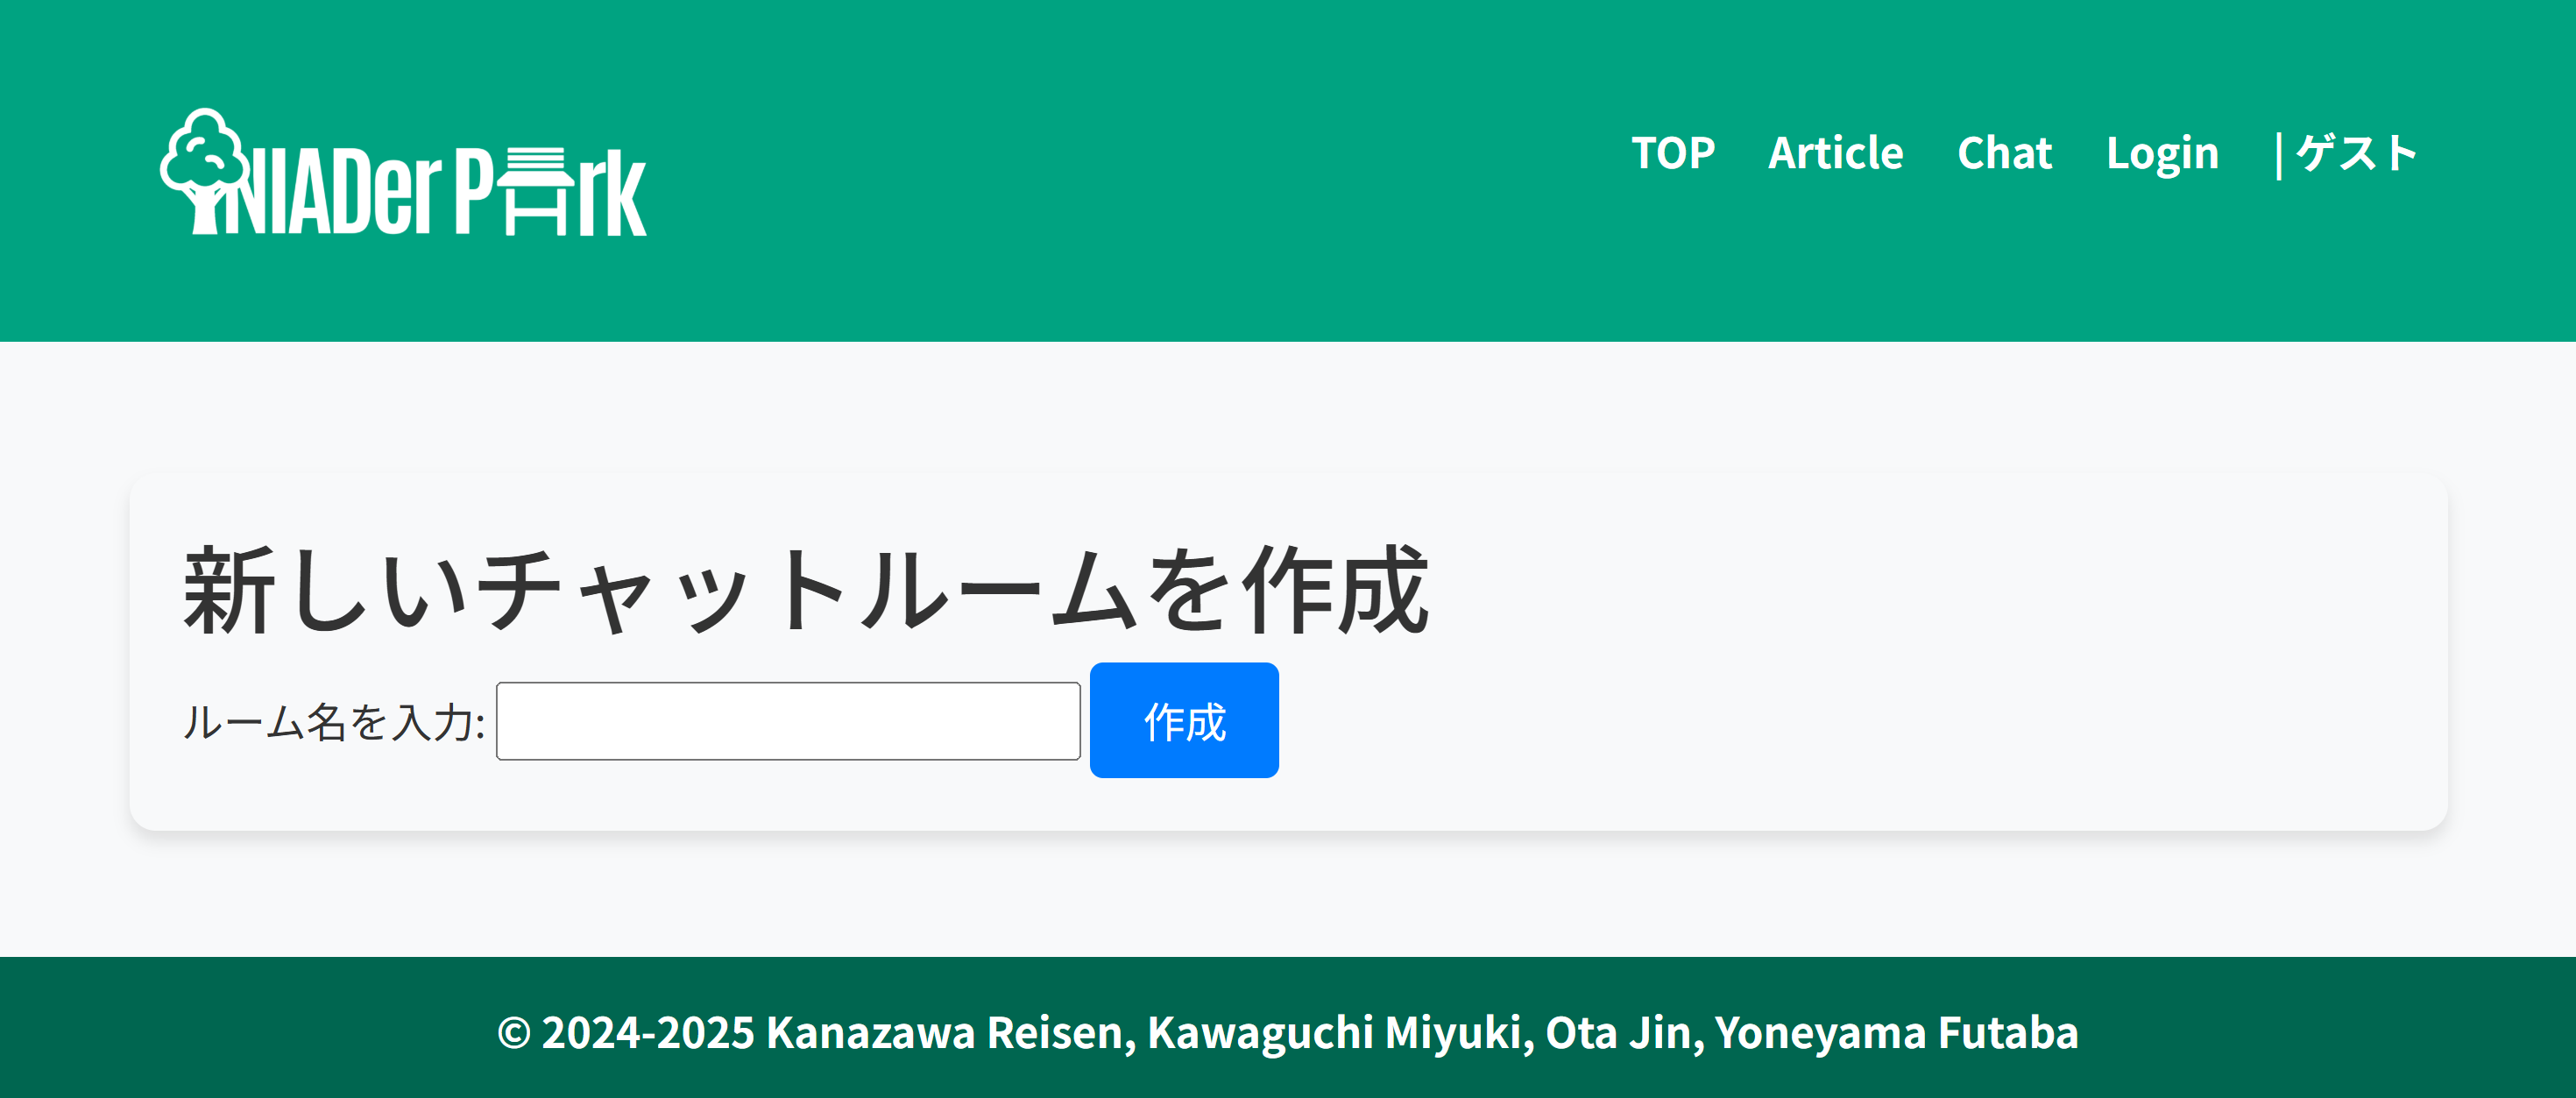 NIADer Park
TOP Article Chat Login | ゲスト
新しいチャットルームを作成
ルーム名を入力: 作成
© 2024-2025 Kanazawa Reisen, Kawaguchi Miyuki, Ota Jin, Yoneyama Futaba